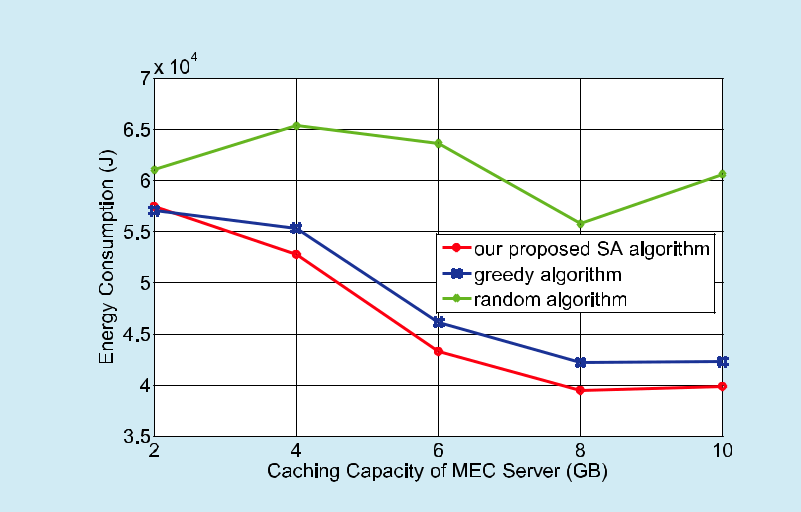 x 10^4
7
6.5
6
5.5
5
4.5
4
3.5
Energy Consumption (J)
our proposed SA algorithm
greedy algorithm
random algorithm
2 4 6 8 10
Caching Capacity of MEC Server (GB)